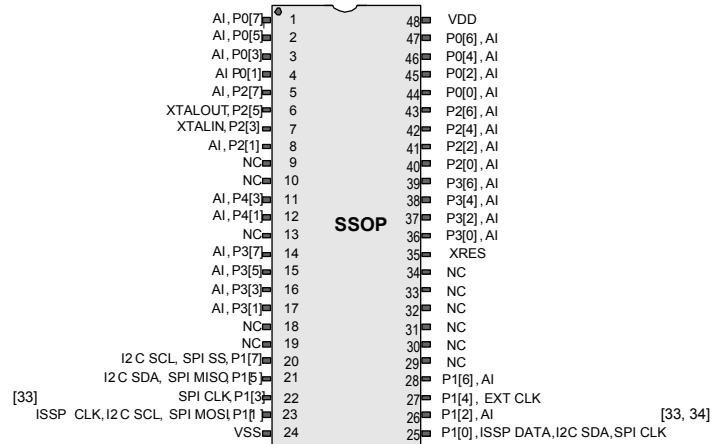 AI, P0[7] 1 48 VDD
AI, P0[5] 2 47 P0[6], AI
AI, P0[3] 3 46 P0[4], AI
AI P0[1] 4 45 P0[2], AI
AI, P2[7] 5 44 P0[0], AI
XTALOUT, P2[5] 6 43 P2[6], AI
XTALIN, P2[3] 7 42 P2[4], AI
AI, P2[1] 8 41 P2[2], AI
NC 9 40 P2[0], AI
NC 10 39 P3[6], AI
AI, P4[3] 11 38 P3[4], AI
AI, P4[1] 12 SSOP 37 P3[2], AI
NC 13 36 P3[0], AI
AI, P3[7] 14 35 XRES
AI, P3[5] 15 34 NC
AI, P3[3] 16 33 NC
AI, P3[1] 17 32 NC
NC 18 31 NC
NC 19 30 NC
I2C SCL, SPI SS, P1[7] 20 29 NC
I2C SDA, SPI MISO, P1[5] 21 28 P1[6], AI
[33] SPI CLK, P1[3] 22 27 P1[4], EXT CLK
ISSP CLK, I2C SCL, SPI MOSI, P1[1] 23 26 P1[2], AI [33, 34]
VSS 24 25 P1[0], ISSP DATA, I2C SDA, SPI CLK